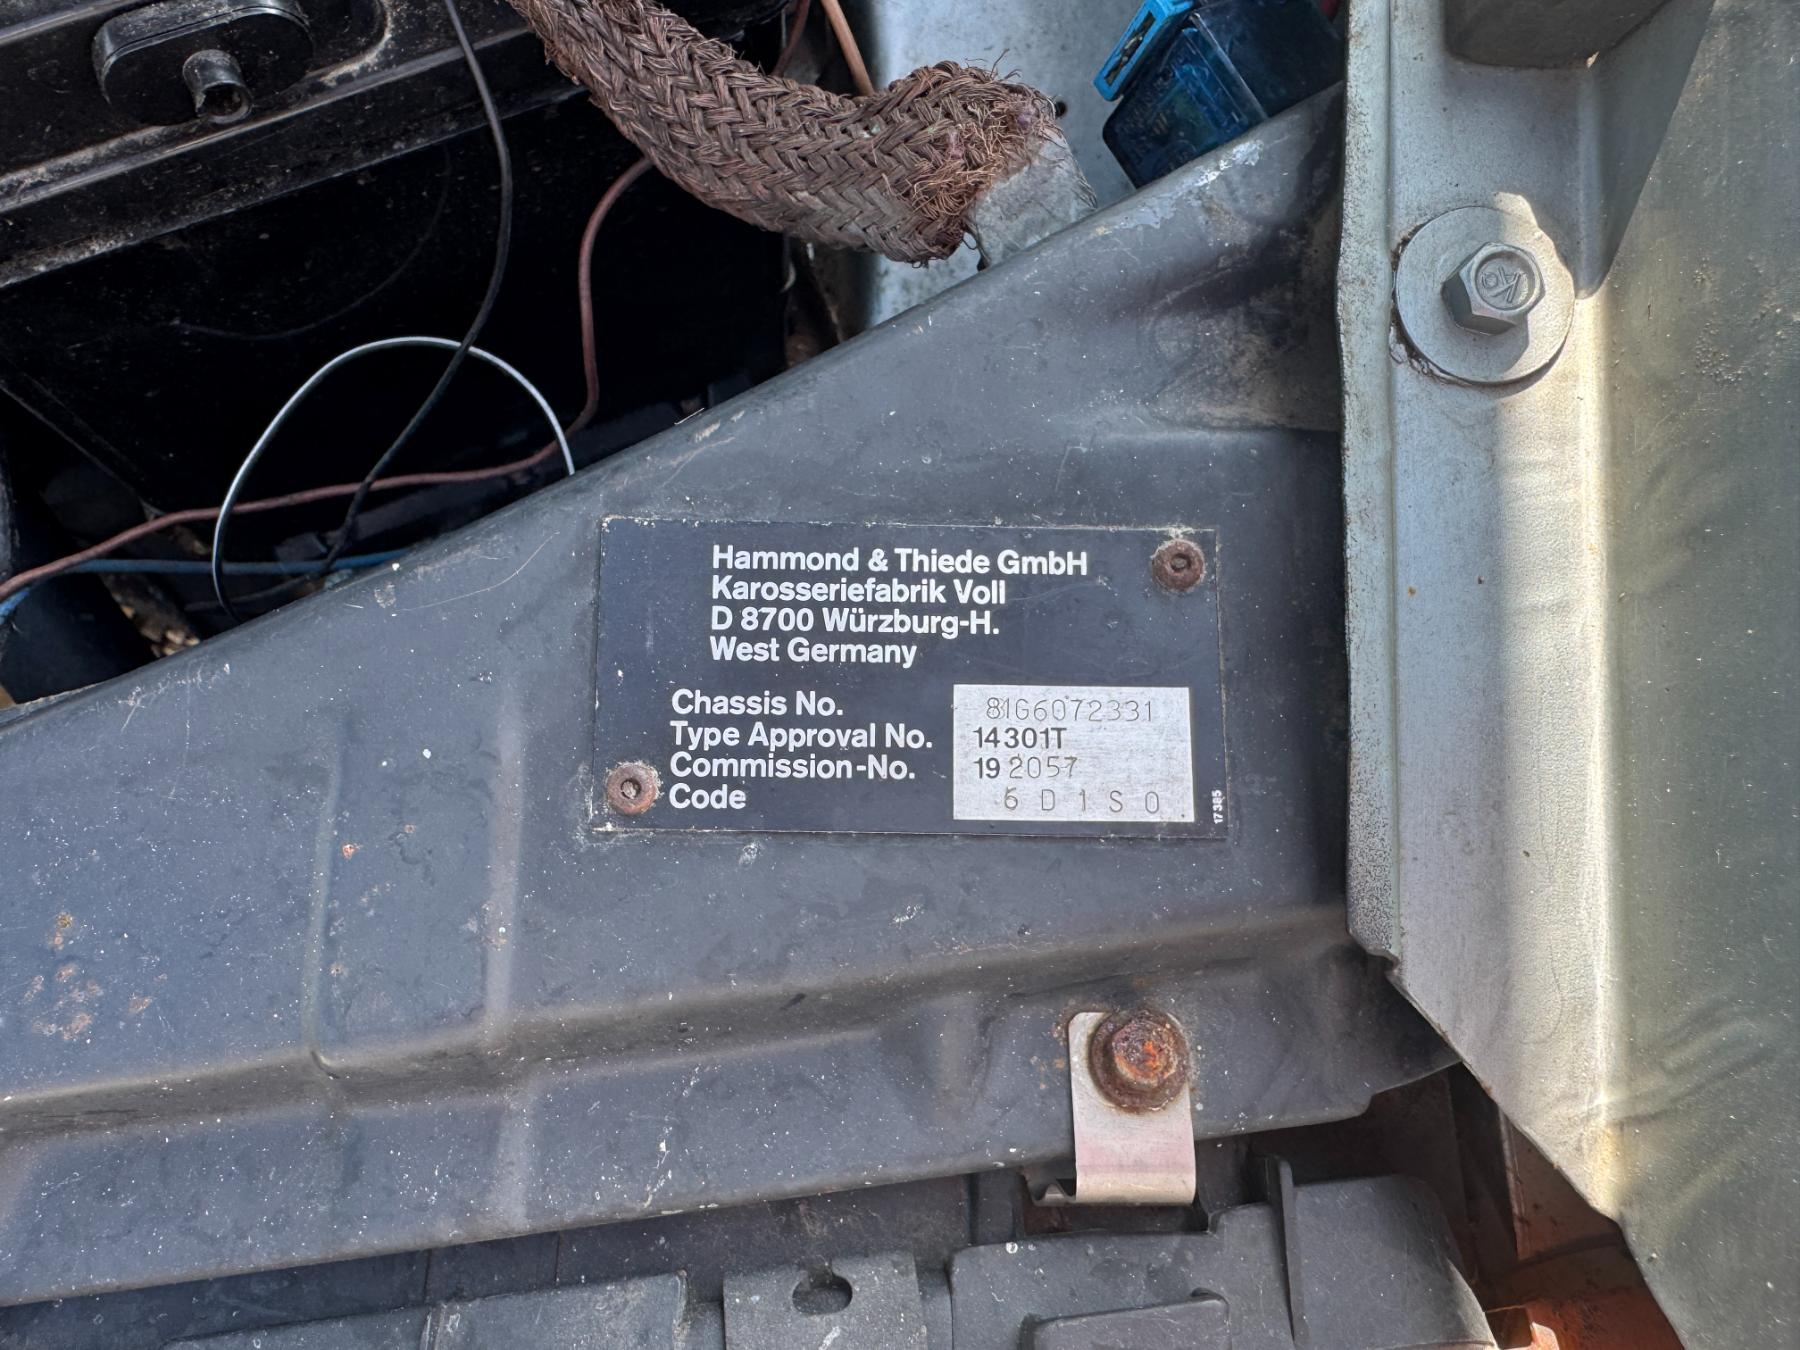 Hammond & Thiede GmbH
Karosseriefabrik Voll
D 8700 Würzburg-H.
West Germany
Chassis No. 81G6072331
Type Approval No. 14301T
Commission-No. 19 2057
Code 6 D 1 S 0
17385